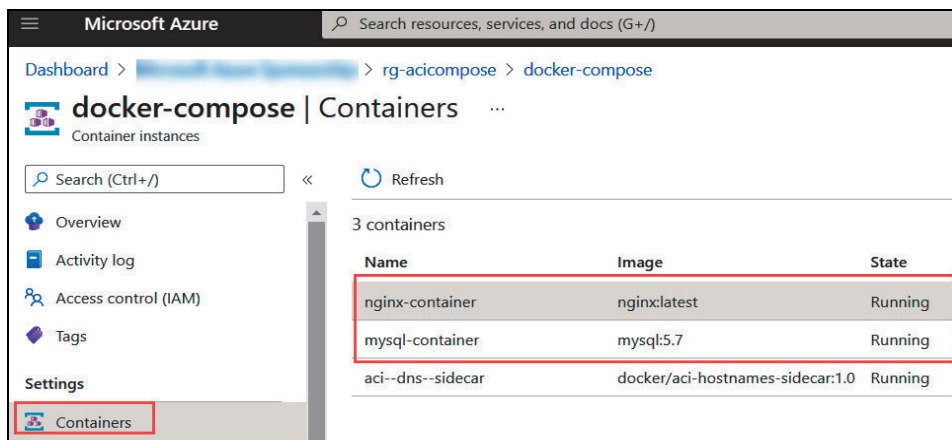 Microsoft Azure
Search resources, services, and docs (G+/)
Dashboard > > rg-acicompose > docker-compose
docker-compose | Containers ...
Container instances
Search (Ctrl+/)
«
Refresh
Overview
3 containers
Activity log
Name Image State
Access control (IAM)
nginx-container nginx:latest Running
Tags
mysql-container mysql:5.7 Running
Settings
aci--dns--sidecar docker/aci-hostnames-sidecar:1.0 Running
Containers